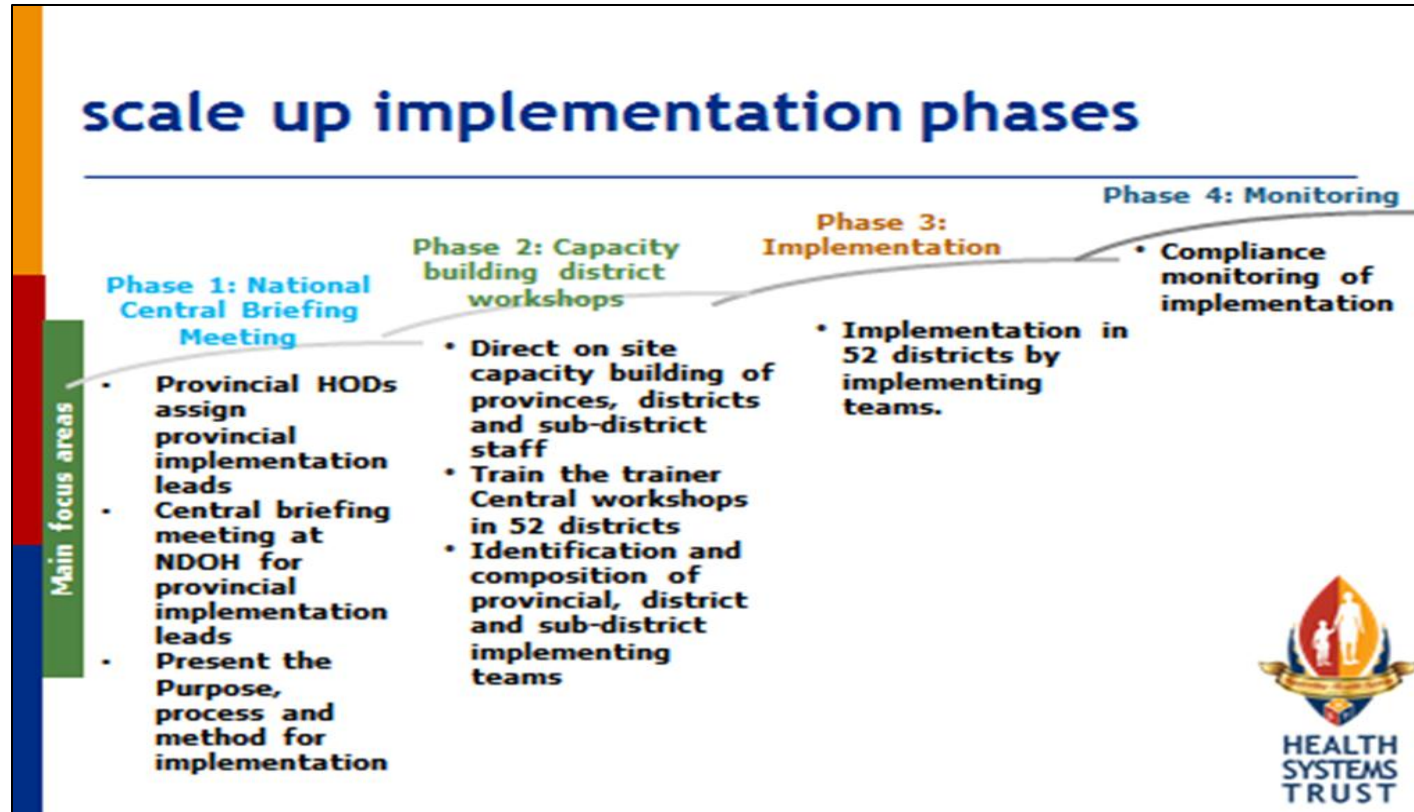 scale up implementation phases
Main focus areas
Phase 1: National
Central Briefing
Meeting
• Provincial HODs
assign
provincial
implementation
leads
• Central briefing
meeting at
NDOH for
provincial
implementation
leads
• Present the
Purpose,
process and
method for
implementation
Phase 2: Capacity
building district
workshops
• Direct on site
capacity building of
provinces, districts
and sub-district
staff
• Train the trainer
Central workshops
in 52 districts
• Identification and
composition of
provincial, district
and sub-district
implementing
teams
Phase 3:
Implementation
• Implementation in
52 districts by
implementing
teams.
Phase 4: Monitoring
• Compliance
monitoring of
implementation
HEALTH
SYSTEMS
TRUST